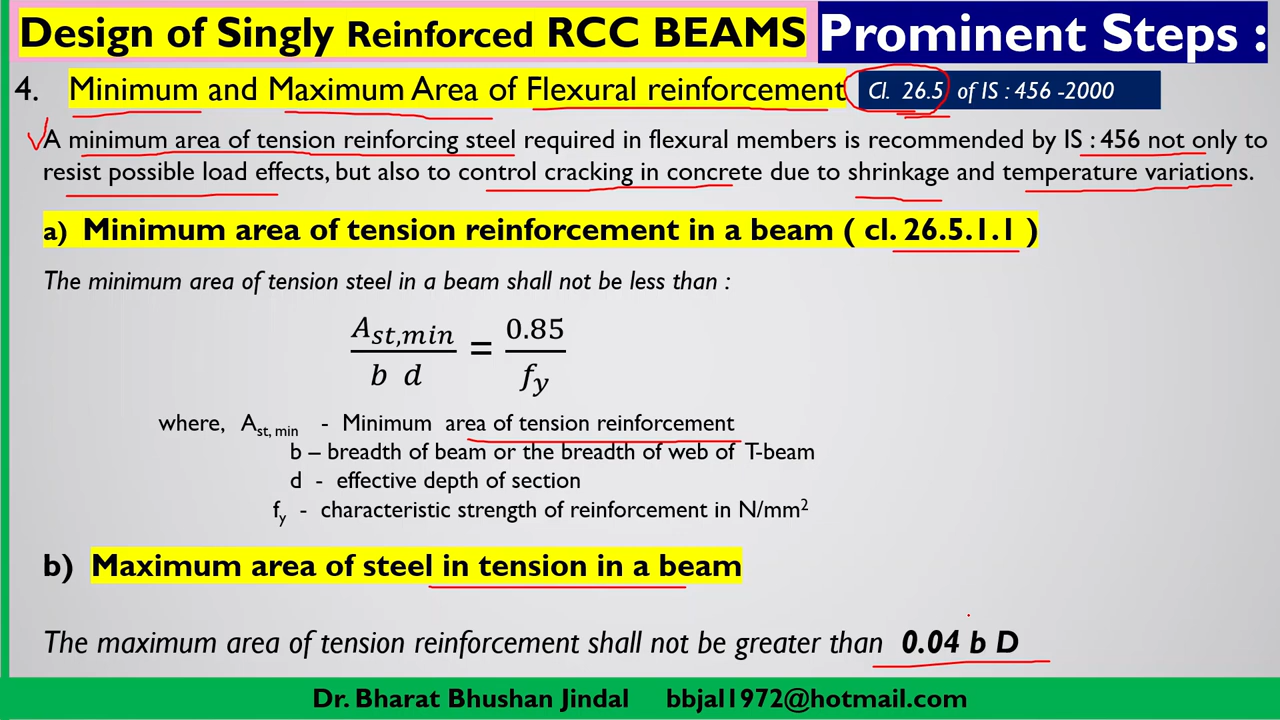 Design of Singly Reinforced RCC BEAMS Prominent Steps :
4. Minimum and Maximum Area of Flexural reinforcement Cl. 26.5 of IS : 456 -2000
A minimum area of tension reinforcing steel required in flexural members is recommended by IS : 456 not only to
resist possible load effects, but also to control cracking in concrete due to shrinkage and temperature variations.
a) Minimum area of tension reinforcement in a beam ( cl. 26.5.1.1 )
The minimum area of tension steel in a beam shall not be less than :
A_{st,min} / b d = 0.85 / f_y
where, A_{st, min} - Minimum area of tension reinforcement
b – breadth of beam or the breadth of web of T-beam
d - effective depth of section
f_y - characteristic strength of reinforcement in N/mm²
b) Maximum area of steel in tension in a beam
The maximum area of tension reinforcement shall not be greater than 0.04 b D
Dr. Bharat Bhushan Jindal bbjal1972@hotmail.com